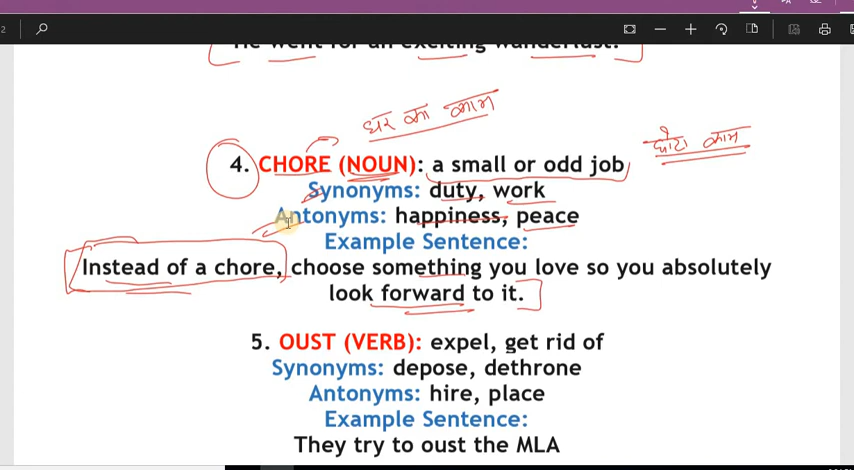 2
He went for an exciting wanderlust.
घर का काम
4. CHORE (NOUN): a small or odd job
छोटा काम
Synonyms: duty, work
Antonyms: happiness, peace
Example Sentence:
Instead of a chore, choose something you love so you absolutely
look forward to it.
5. OUST (VERB): expel, get rid of
Synonyms: depose, dethrone
Antonyms: hire, place
Example Sentence:
They try to oust the MLA